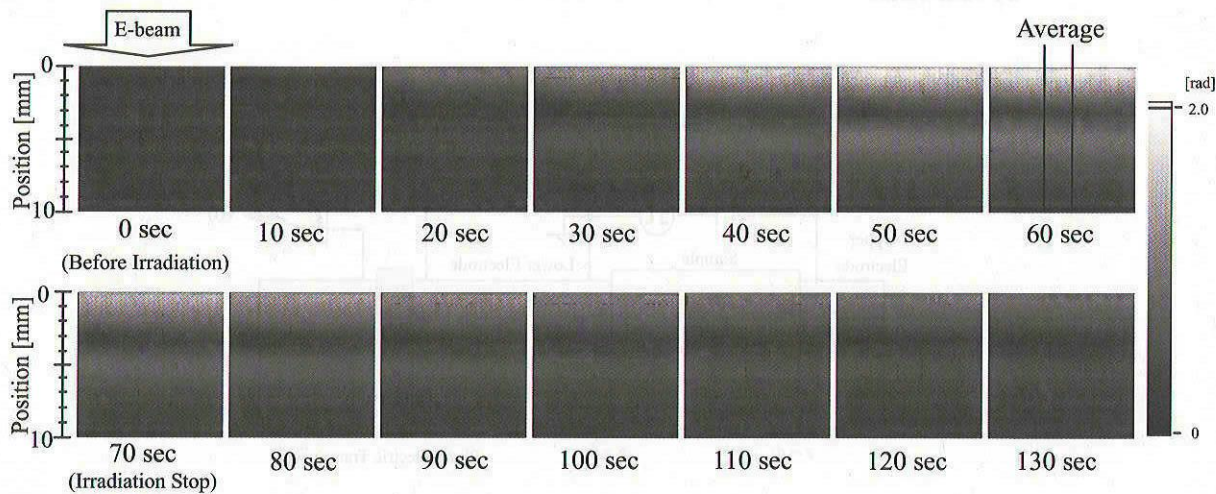 E-beam
Average
0
Position [mm]
10
[rad]
2.0
0
0 sec
10 sec
20 sec
30 sec
40 sec
50 sec
60 sec
(Before Irradiation)
0
Position [mm]
10
70 sec
80 sec
90 sec
100 sec
110 sec
120 sec
130 sec
(Irradiation Stop)